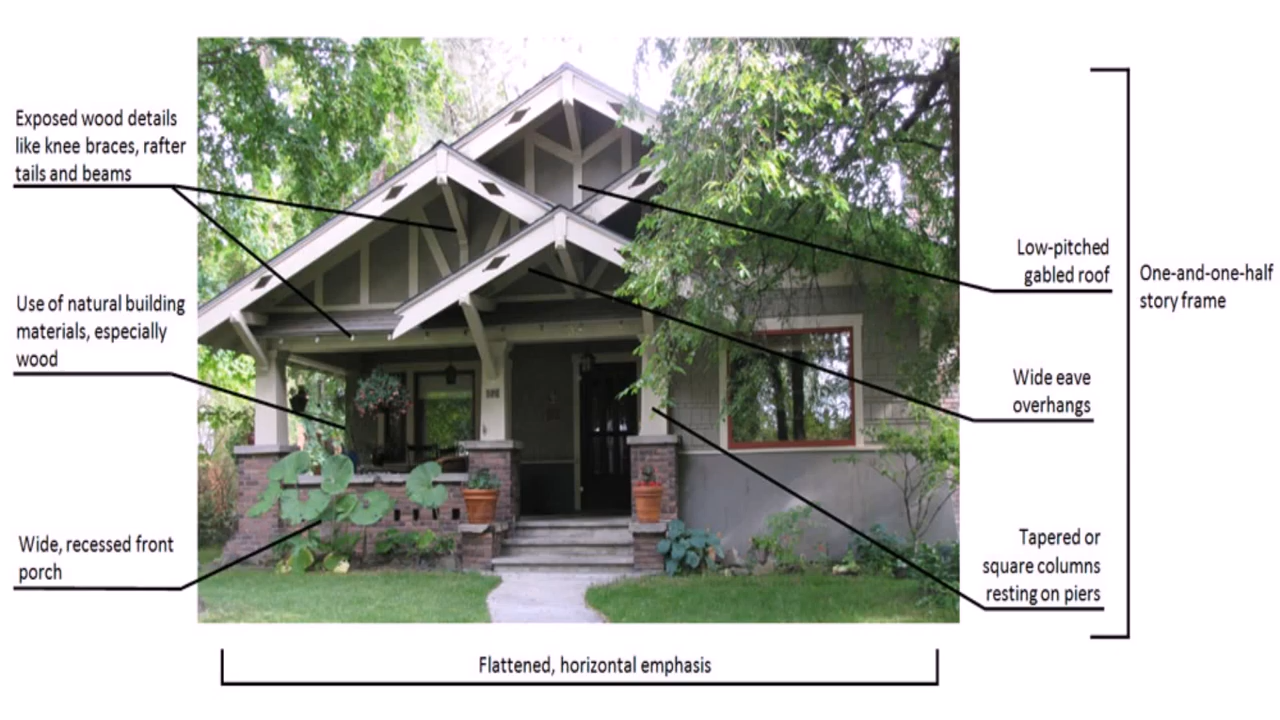 Exposed wood details
like knee braces, rafter
tails and beams
Use of natural building
materials, especially
wood
Wide, recessed front
porch
Low-pitched
gabled roof
Wide eave
overhangs
Tapered or
square columns
resting on piers
One-and-one-half
story frame
Flattened, horizontal emphasis